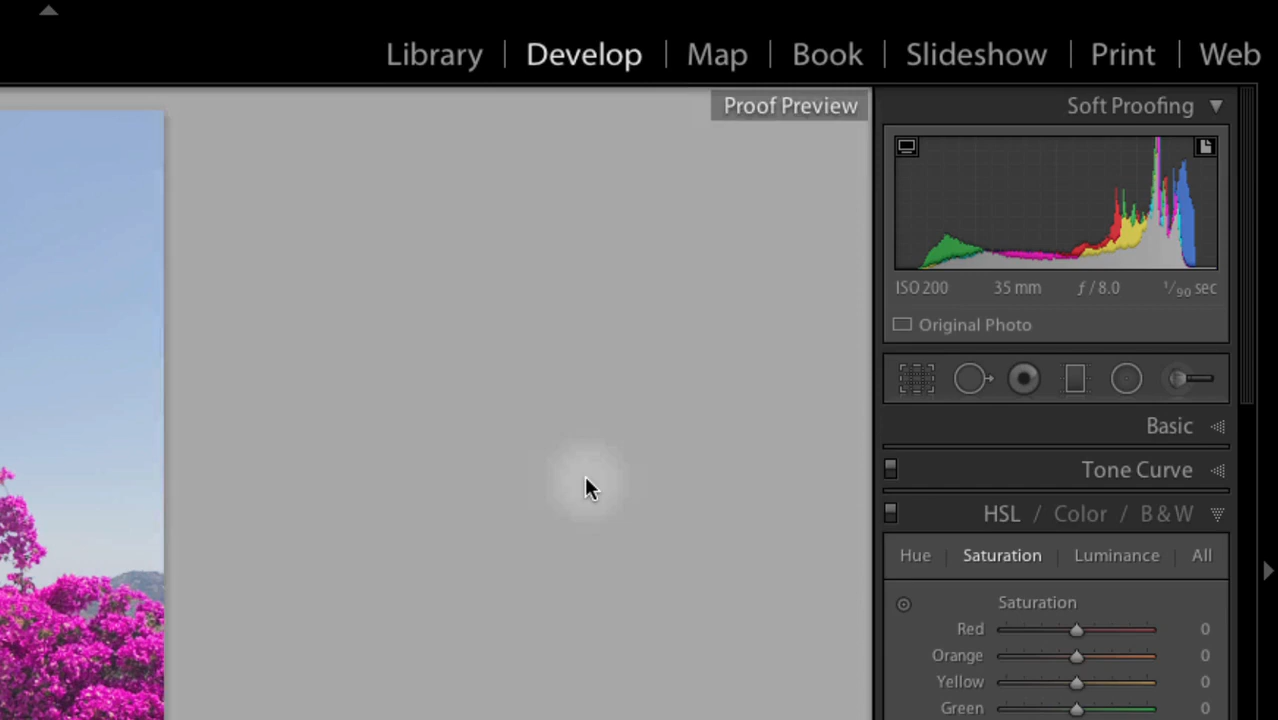 Library | Develop | Map | Book | Slideshow | Print | Web
Proof Preview
Soft Proofing
ISO 200 35 mm ƒ / 8.0 1/90 sec
Original Photo
Basic
Tone Curve
HSL / Color / B & W
Hue | Saturation | Luminance | All
Saturation
Red 0
Orange 0
Yellow 0
Green 0